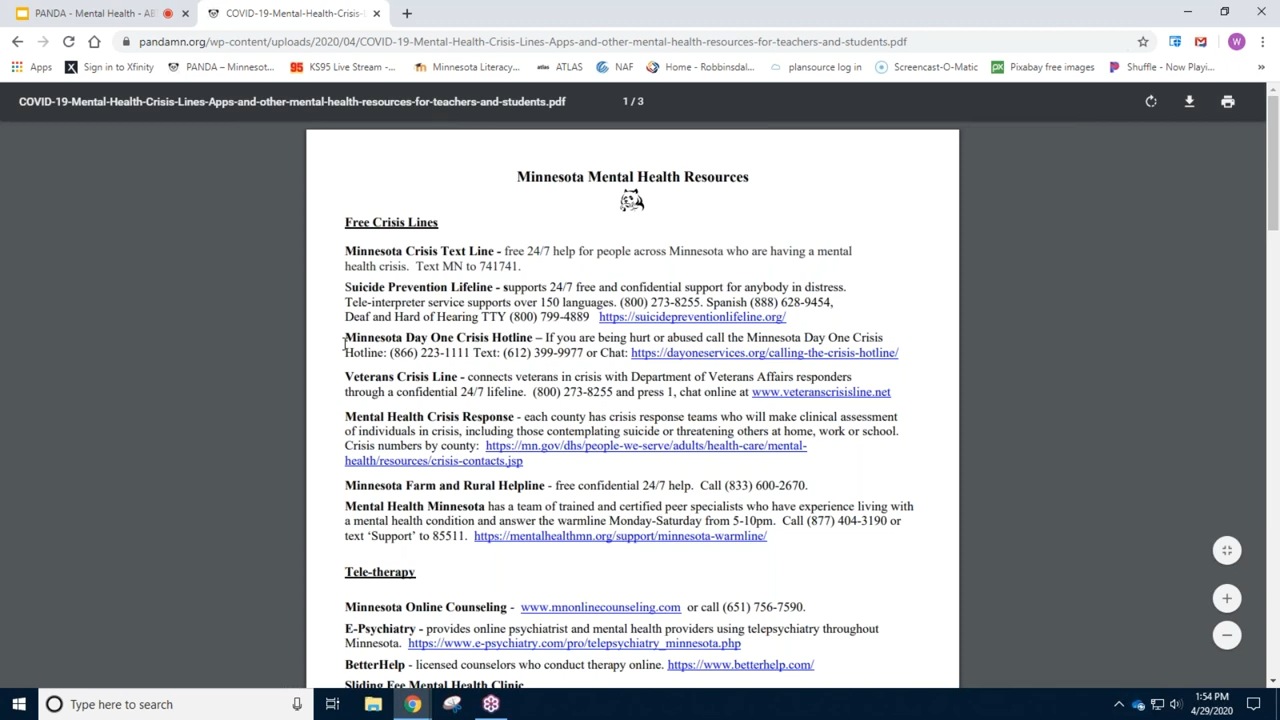 PANDA - Mental Health - AB
COVID-19-Mental-Health-Crisis-
pandamn.org/wp-content/uploads/2020/04/COVID-19-Mental-Health-Crisis-Lines-Apps-and-other-mental-health-resources-for-teachers-and-students.pdf
W
Apps
Sign in to Xfinity
PANDA – Minnesot...
KS95 Live Stream -...
Minnesota Literacy...
atlas ATLAS
NAF
Home - Robbinsdal...
plansource log in
Screencast-O-Matic
Pixabay free images
Shuffle - Now Playi...
»
COVID-19-Mental-Health-Crisis-Lines-Apps-and-other-mental-health-resources-for-teachers-and-students.pdf
1 / 3
Minnesota Mental Health Resources
Free Crisis Lines
Minnesota Crisis Text Line - free 24/7 help for people across Minnesota who are having a mental
health crisis. Text MN to 741741.
Suicide Prevention Lifeline - supports 24/7 free and confidential support for anybody in distress.
Tele-interpreter service supports over 150 languages. (800) 273-8255. Spanish (888) 628-9454,
Deaf and Hard of Hearing TTY (800) 799-4889 https://suicidepreventionlifeline.org/
Minnesota Day One Crisis Hotline – If you are being hurt or abused call the Minnesota Day One Crisis
Hotline: (866) 223-1111 Text: (612) 399-9977 or Chat: https://dayoneservices.org/calling-the-crisis-hotline/
Veterans Crisis Line - connects veterans in crisis with Department of Veterans Affairs responders
through a confidential 24/7 lifeline. (800) 273-8255 and press 1, chat online at www.veteranscrisisline.net
Mental Health Crisis Response - each county has crisis response teams who will make clinical assessment
of individuals in crisis, including those contemplating suicide or threatening others at home, work or school.
Crisis numbers by county: https://mn.gov/dhs/people-we-serve/adults/health-care/mental-
health/resources/crisis-contacts.jsp
Minnesota Farm and Rural Helpline - free confidential 24/7 help. Call (833) 600-2670.
Mental Health Minnesota has a team of trained and certified peer specialists who have experience living with
a mental health condition and answer the warmline Monday-Saturday from 5-10pm. Call (877) 404-3190 or
text ‘Support’ to 85511. https://mentalhealthmn.org/support/minnesota-warmline/
Tele-therapy
Minnesota Online Counseling - www.mnonlinecounseling.com or call (651) 756-7590.
E-Psychiatry - provides online psychiatrist and mental health providers using telepsychiatry throughout
Minnesota. https://www.e-psychiatry.com/pro/telepsychiatry_minnesota.php
BetterHelp - licensed counselors who conduct therapy online. https://www.betterhelp.com/
Sliding Fee Mental Health Clinic
Type here to search
1:54 PM
4/29/2020